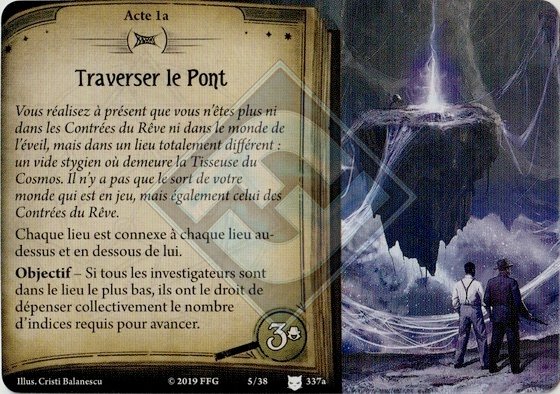 Acte 1a
Traverser le Pont
Vous réalisez à présent que vous n'êtes plus ni
dans les Contrées du Rêve ni dans le monde de
l'éveil, mais dans un lieu totalement différent :
un vide stygien où demeure la Tisseuse du
Cosmos. Il n'y a pas que le sort de votre
monde qui est en jeu, mais également celui des
Contrées du Rêve.
Chaque lieu est connexe à chaque lieu au-
dessus et en dessous de lui.
Objectif – Si tous les investigateurs sont
dans le lieu le plus bas, ils ont le droit de
dépenser collectivement le nombre
d'indices requis pour avancer.
3
Illus. Cristi Balanescu © 2019 FFG 5/38 337a